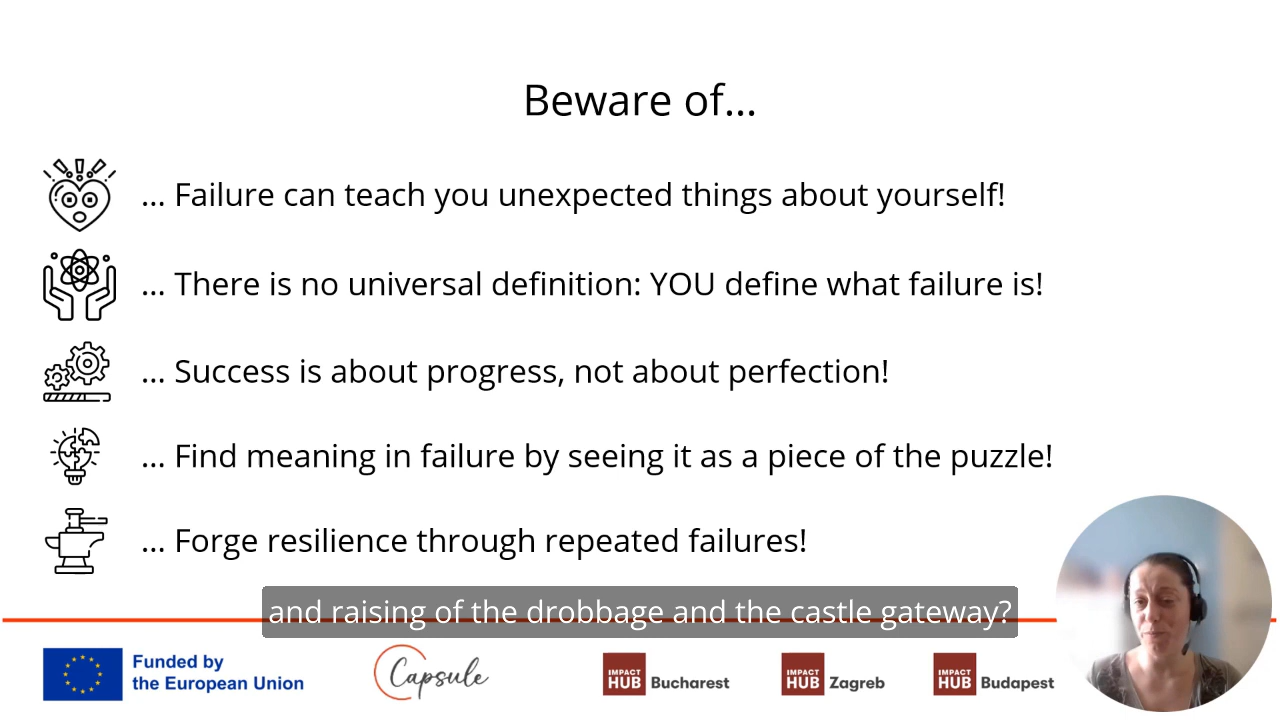 Beware of...
... Failure can teach you unexpected things about yourself!
... There is no universal definition: YOU define what failure is!
... Success is about progress, not about perfection!
... Find meaning in failure by seeing it as a piece of the puzzle!
... Forge resilience through repeated failures!
and raising of the drobbage and the castle gateway?
Funded by
the European Union
Capsule
IMPACT
HUB Bucharest
IMPACT
HUB Zagreb
IMPACT
HUB Budapest